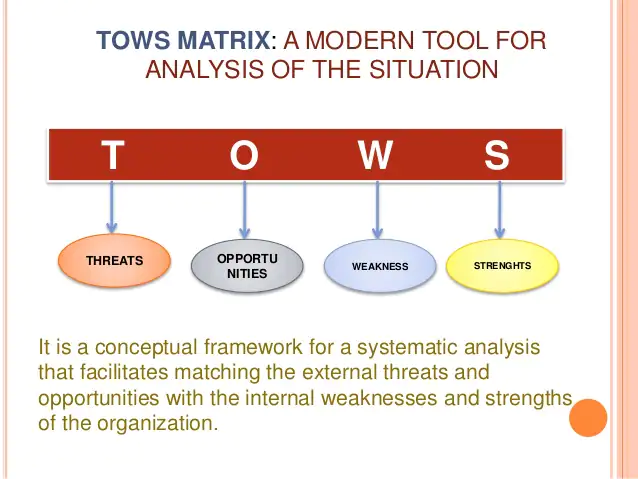 TOWS MATRIX: A MODERN TOOL FOR
ANALYSIS OF THE SITUATION
T O W S
THREATS
OPPORTU
NITIES
WEAKNESS
STRENGHTS
It is a conceptual framework for a systematic analysis
that facilitates matching the external threats and
opportunities with the internal weaknesses and strengths
of the organization.